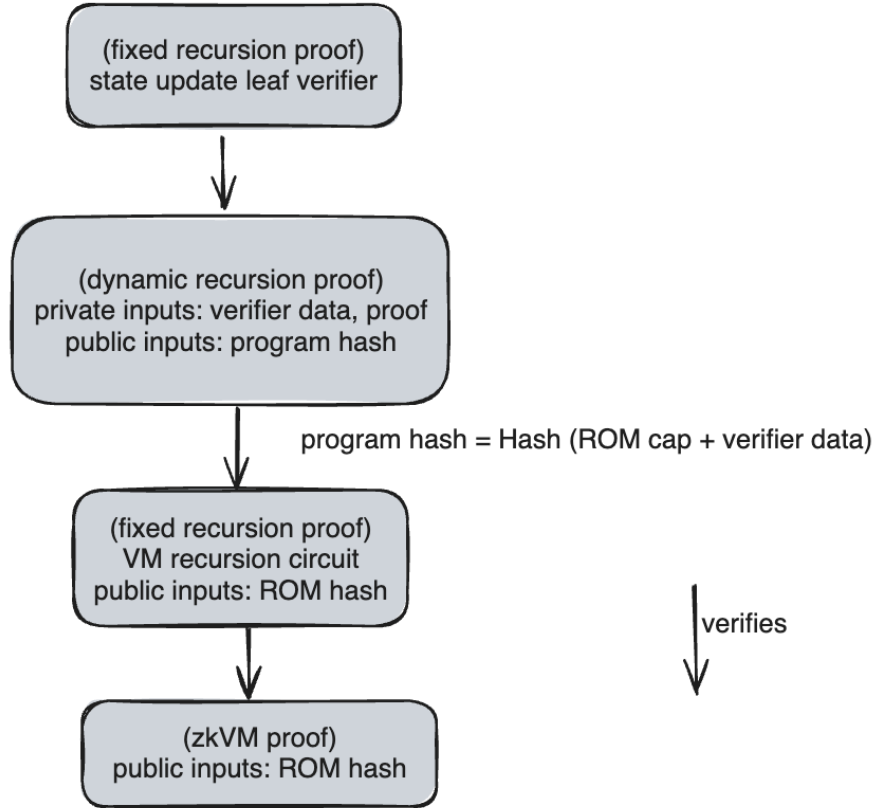 (fixed recursion proof)
state update leaf verifier
(dynamic recursion proof)
private inputs: verifier data, proof
public inputs: program hash
program hash = Hash (ROM cap + verifier data)
(fixed recursion proof)
VM recursion circuit
public inputs: ROM hash
verifies
(zkVM proof)
public inputs: ROM hash